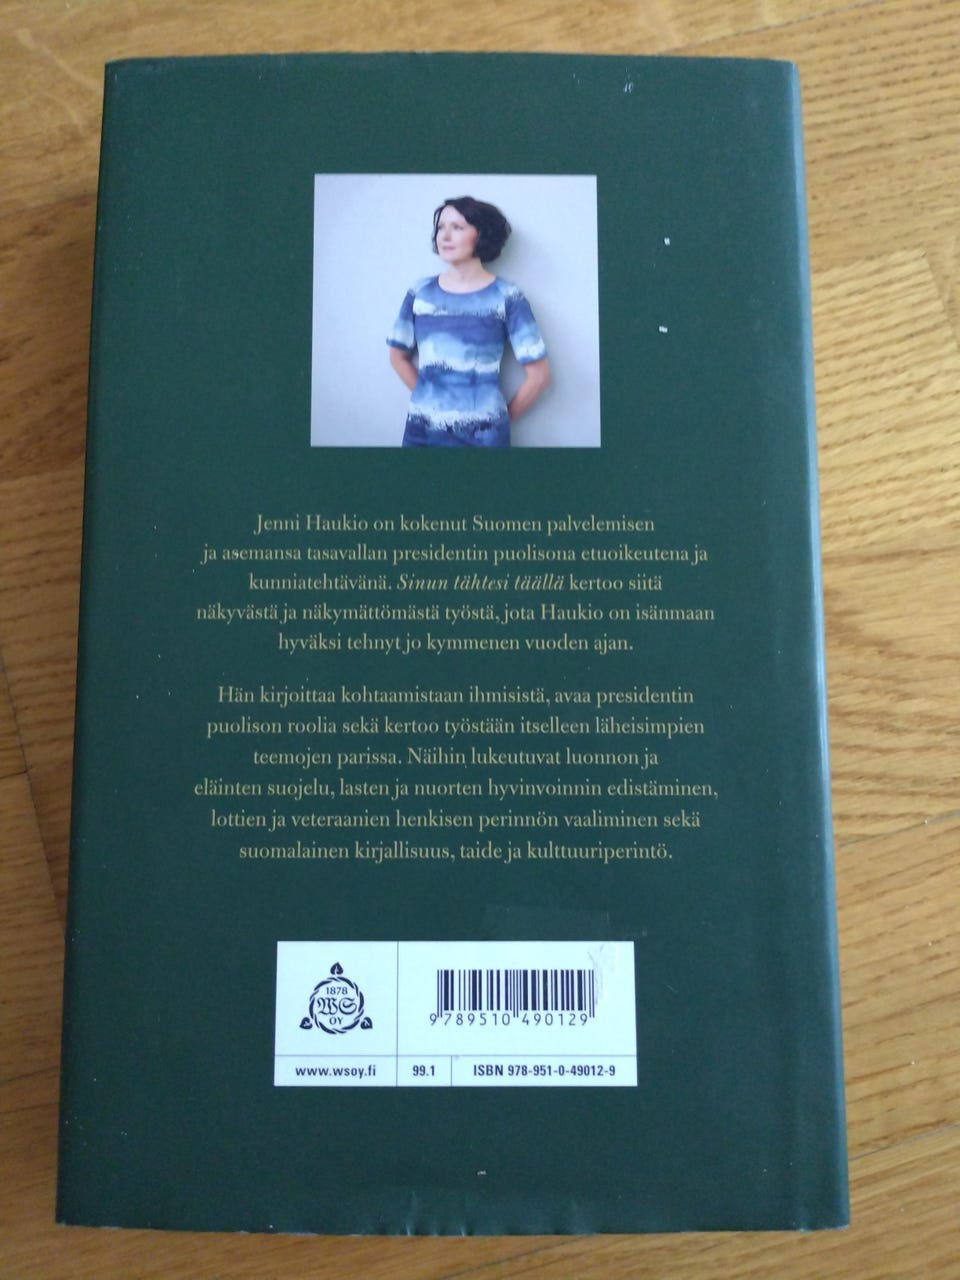 Jenni Haukio on kokenut Suomen palvelemisen
ja asemansa tasavallan presidentin puolisona etuoikeutena ja
kunniatehtävänä. Sinun tähtesi täällä kertoo siitä
näkyvästä ja näkymättömästä työstä, jota Haukio on isänmaan
hyväksi tehnyt jo kymmenen vuoden ajan.
Hän kirjoittaa kohtaamistaan ihmisistä, avaa presidentin
puolison roolia sekä kertoo työstään itselleen läheisimpien
teemojen parissa. Näihin lukeutuvat luonnon ja
eläinten suojelu, lasten ja nuorten hyvinvoinnin edistäminen,
lottien ja veteraanien henkisen perinnön vaaliminen sekä
suomalainen kirjallisuus, taide ja kulttuuriperintö.
1878
WS
OY
9 789510 490129
www.wsoy.fi
99.1
ISBN 978-951-0-49012-9